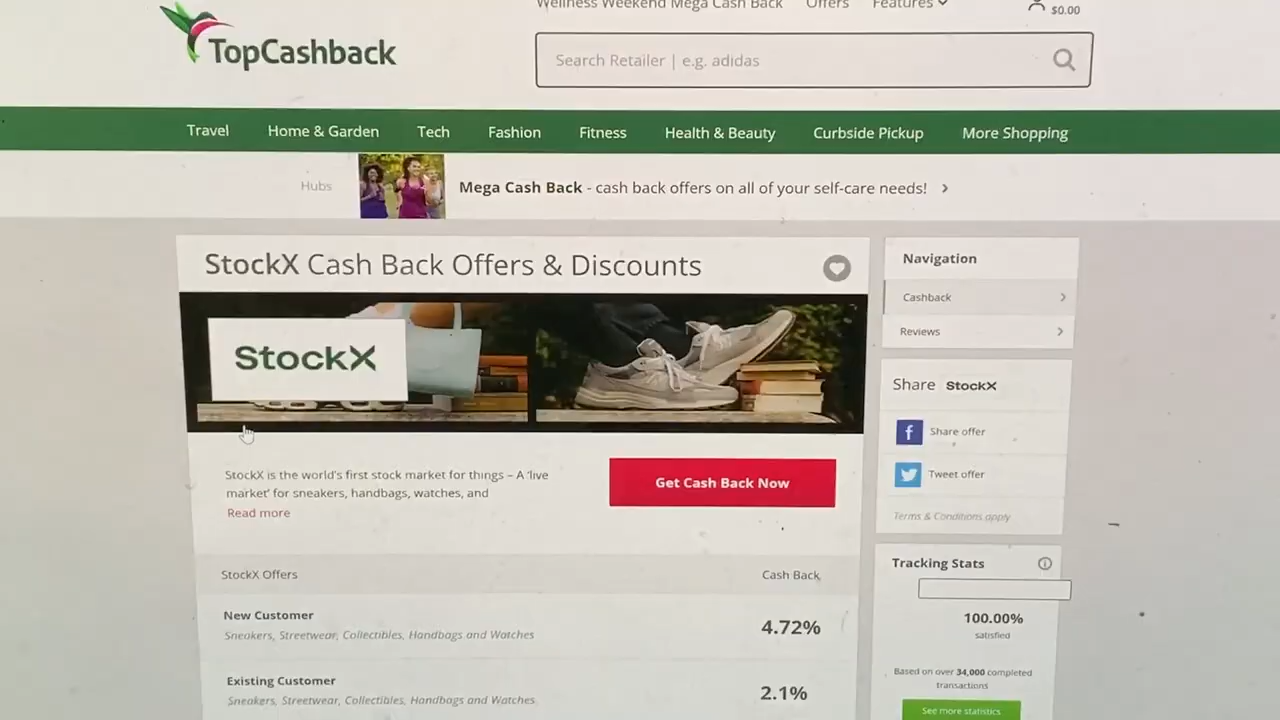 Wellness Weekend Mega Cash Back Offers Features
$0.00
TopCashback
Search Retailer | e.g. adidas
Travel Home & Garden Tech Fashion Fitness Health & Beauty Curbside Pickup More Shopping
Hubs
Mega Cash Back - cash back offers on all of your self-care needs!
StockX Cash Back Offers & Discounts
StockX
StockX is the world's first stock market for things – A 'live
market' for sneakers, handbags, watches, and
Read more
Get Cash Back Now
StockX Offers Cash Back
New Customer
Sneakers, Streetwear, Collectibles, Handbags and Watches
4.72%
Existing Customer
Sneakers, Streetwear, Collectibles, Handbags and Watches
2.1%
Navigation
Cashback
Reviews
Share StockX
f Share offer
Tweet offer
Terms & Conditions apply
Tracking Stats
100.00%
satisfied
Based on over 34,000 completed
transactions
See more statistics